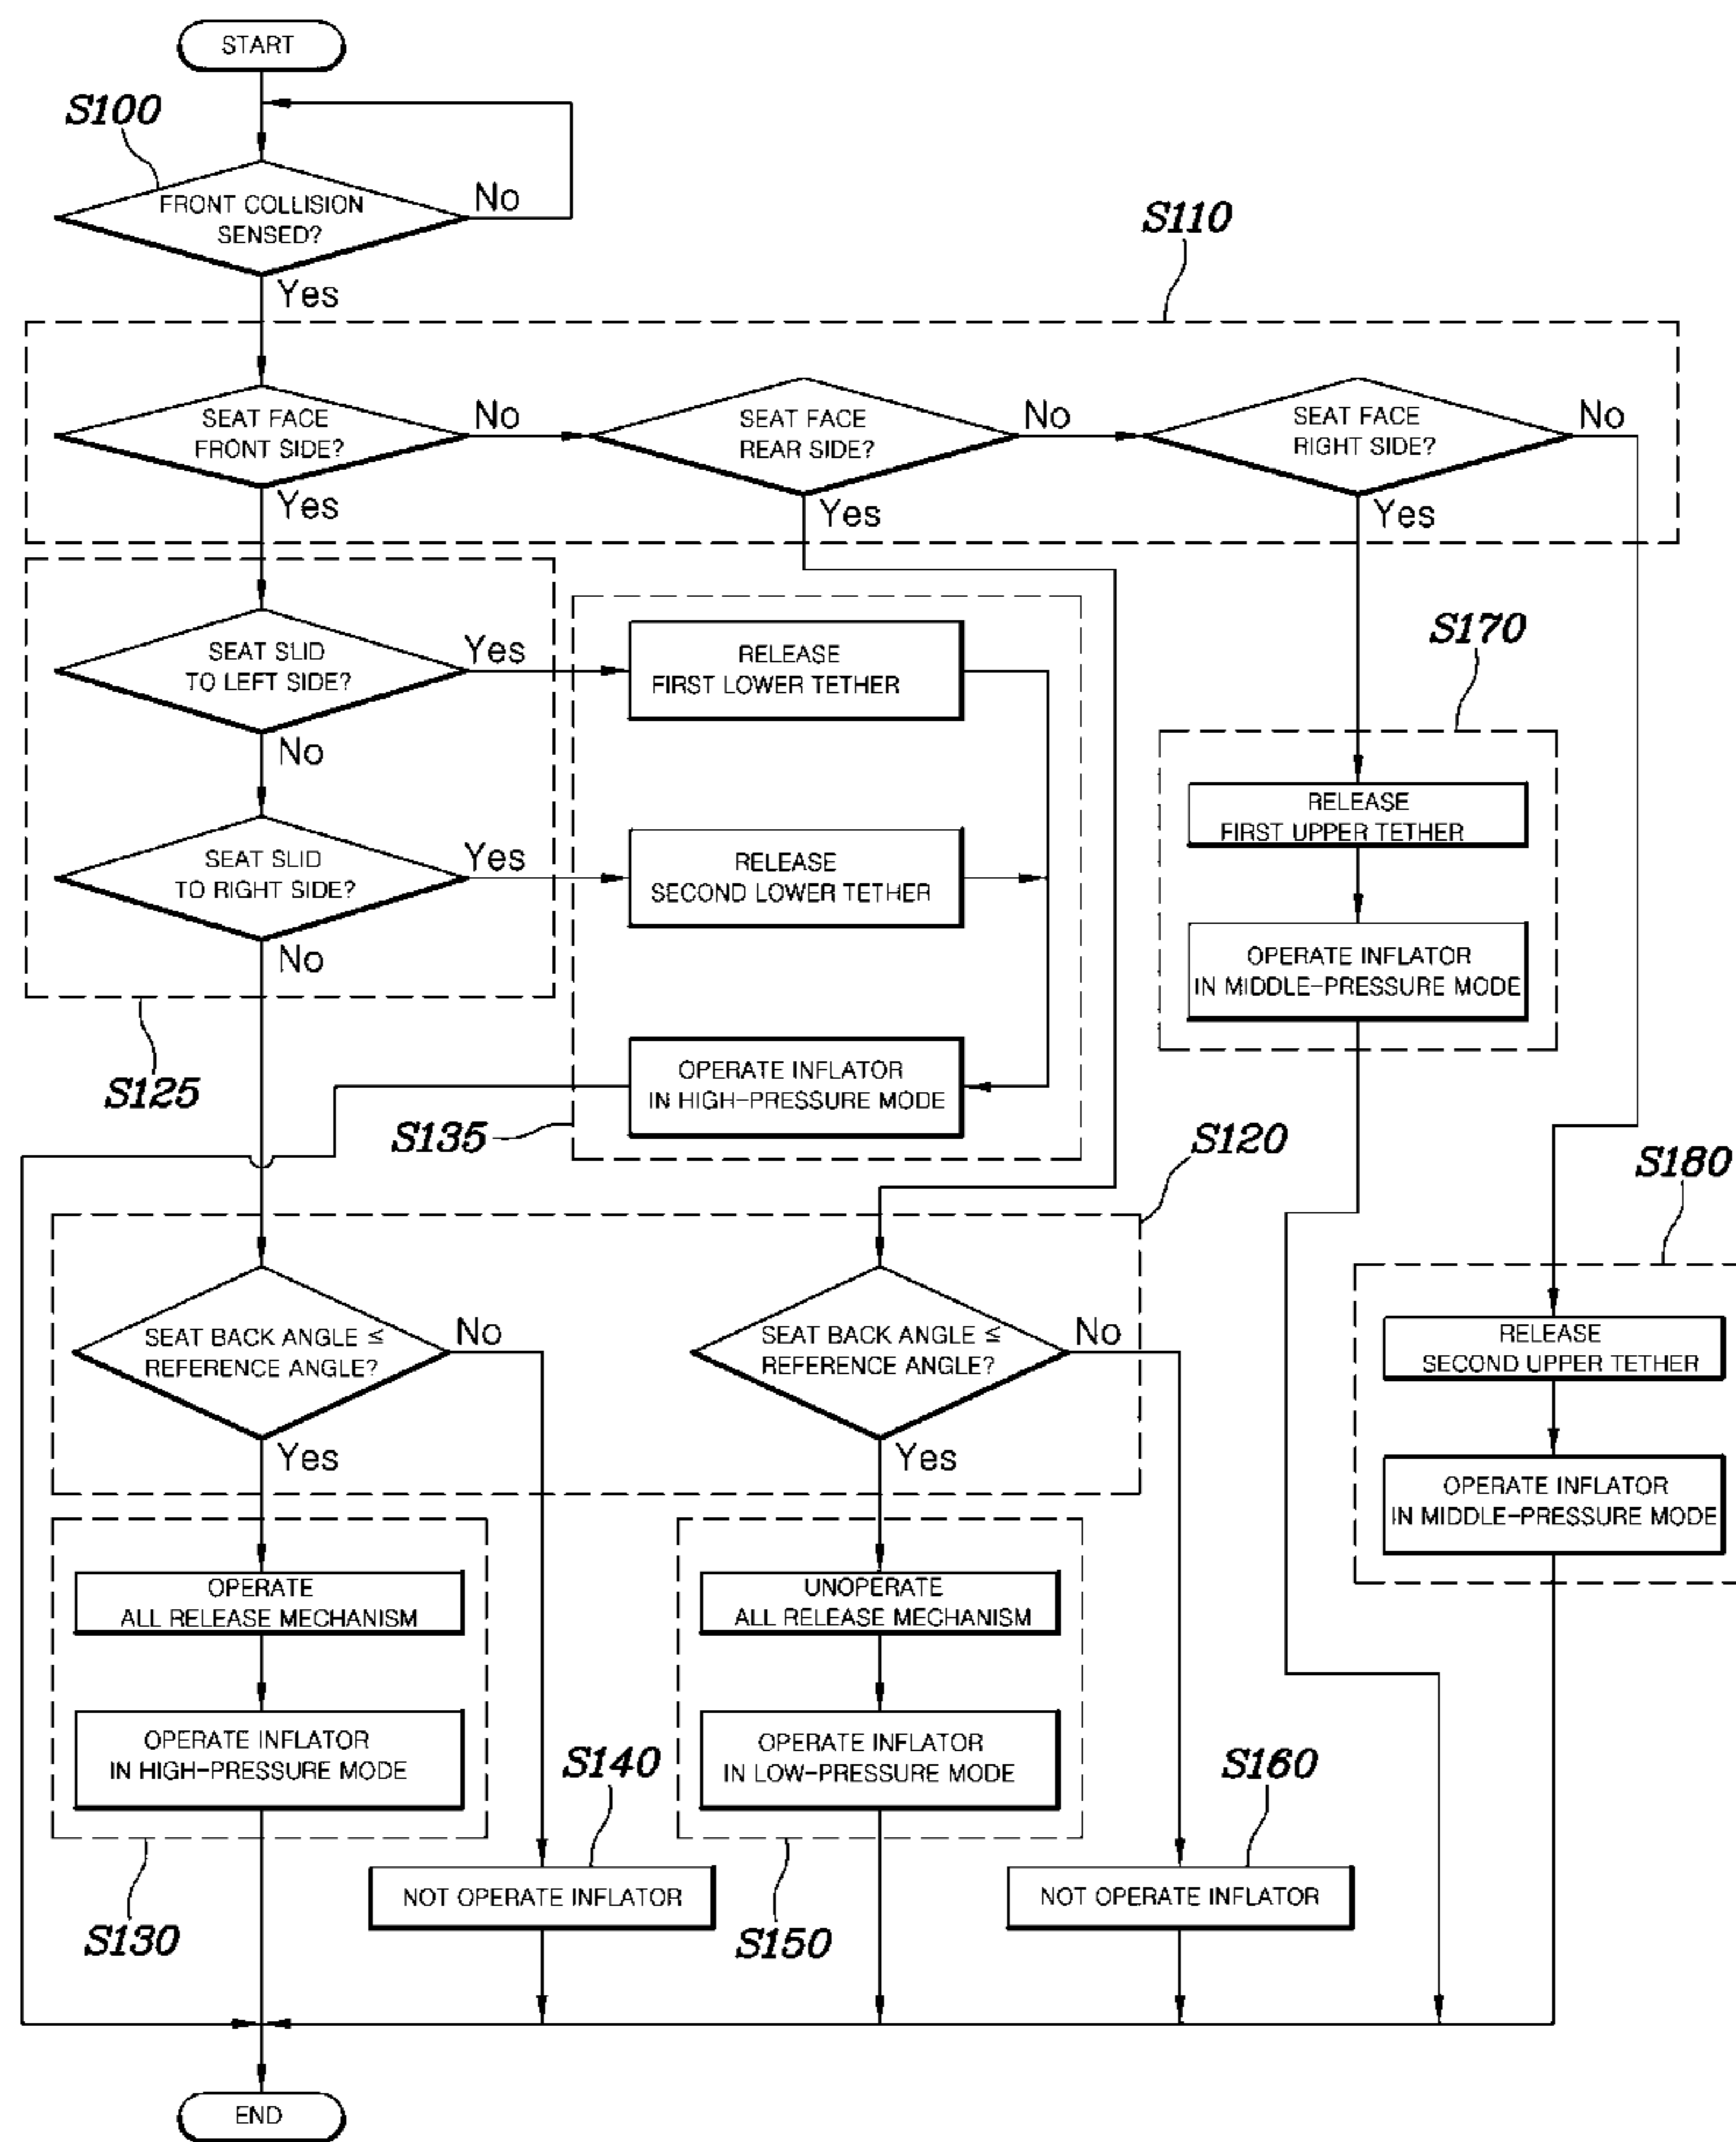 START
S100
FRONT COLLISION
SENSED?
No
Yes
S110
SEAT FACE
FRONT SIDE?
No
Yes
SEAT FACE
REAR SIDE?
No
Yes
SEAT FACE
RIGHT SIDE?
No
Yes
SEAT SLID
TO LEFT SIDE?
Yes
No
SEAT SLID
TO RIGHT SIDE?
Yes
No
S125
RELEASE
FIRST LOWER TETHER
RELEASE
SECOND LOWER TETHER
OPERATE INFLATOR
IN HIGH-PRESSURE MODE
S135
S170
RELEASE
FIRST UPPER TETHER
OPERATE INFLATOR
IN MIDDLE-PRESSURE MODE
S120
S180
SEAT BACK ANGLE ≤
REFERENCE ANGLE?
No
Yes
SEAT BACK ANGLE ≤
REFERENCE ANGLE?
No
Yes
RELEASE
SECOND UPPER TETHER
OPERATE INFLATOR
IN MIDDLE-PRESSURE MODE
OPERATE
ALL RELEASE MECHANISM
OPERATE INFLATOR
IN HIGH-PRESSURE MODE
S130
S140
NOT OPERATE INFLATOR
UNOPERATE
ALL RELEASE MECHANISM
OPERATE INFLATOR
IN LOW-PRESSURE MODE
S150
S160
NOT OPERATE INFLATOR
END